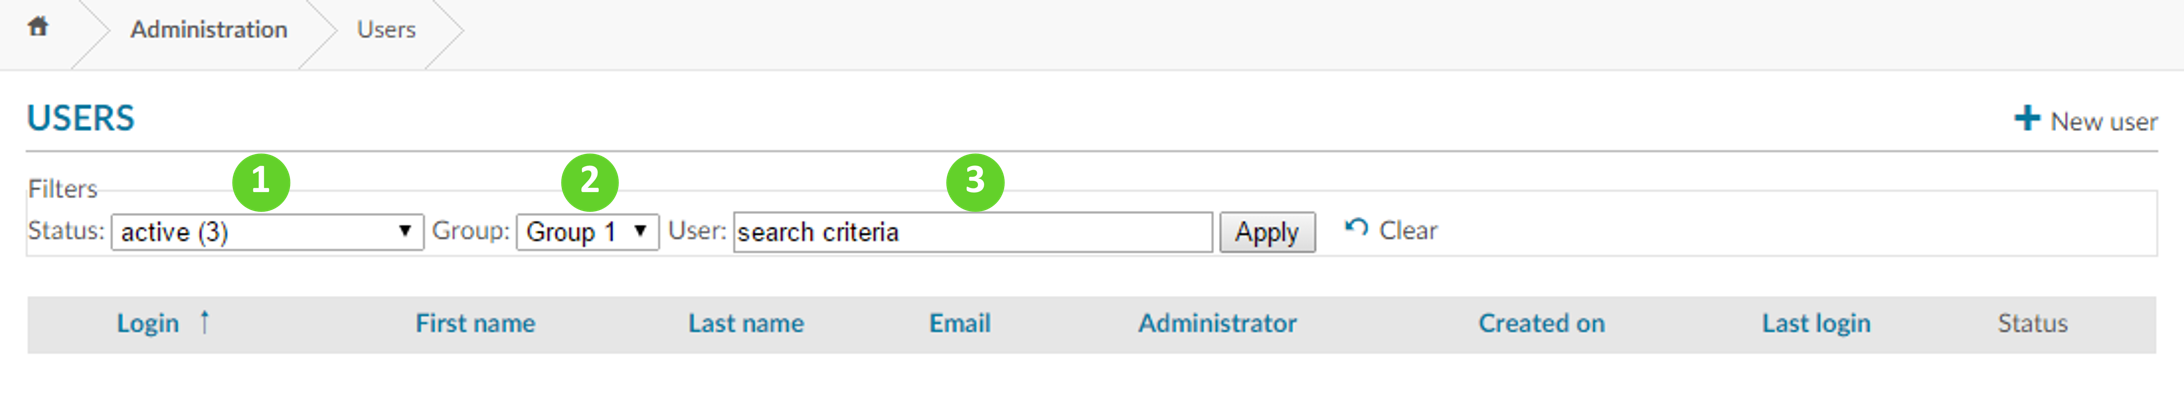 Administration Users
USERS
New user
1 2 3
Filters
Status: active (3) Group: Group 1 User: search criteria Apply Clear
Login ↑ First name Last name Email Administrator Created on Last login Status